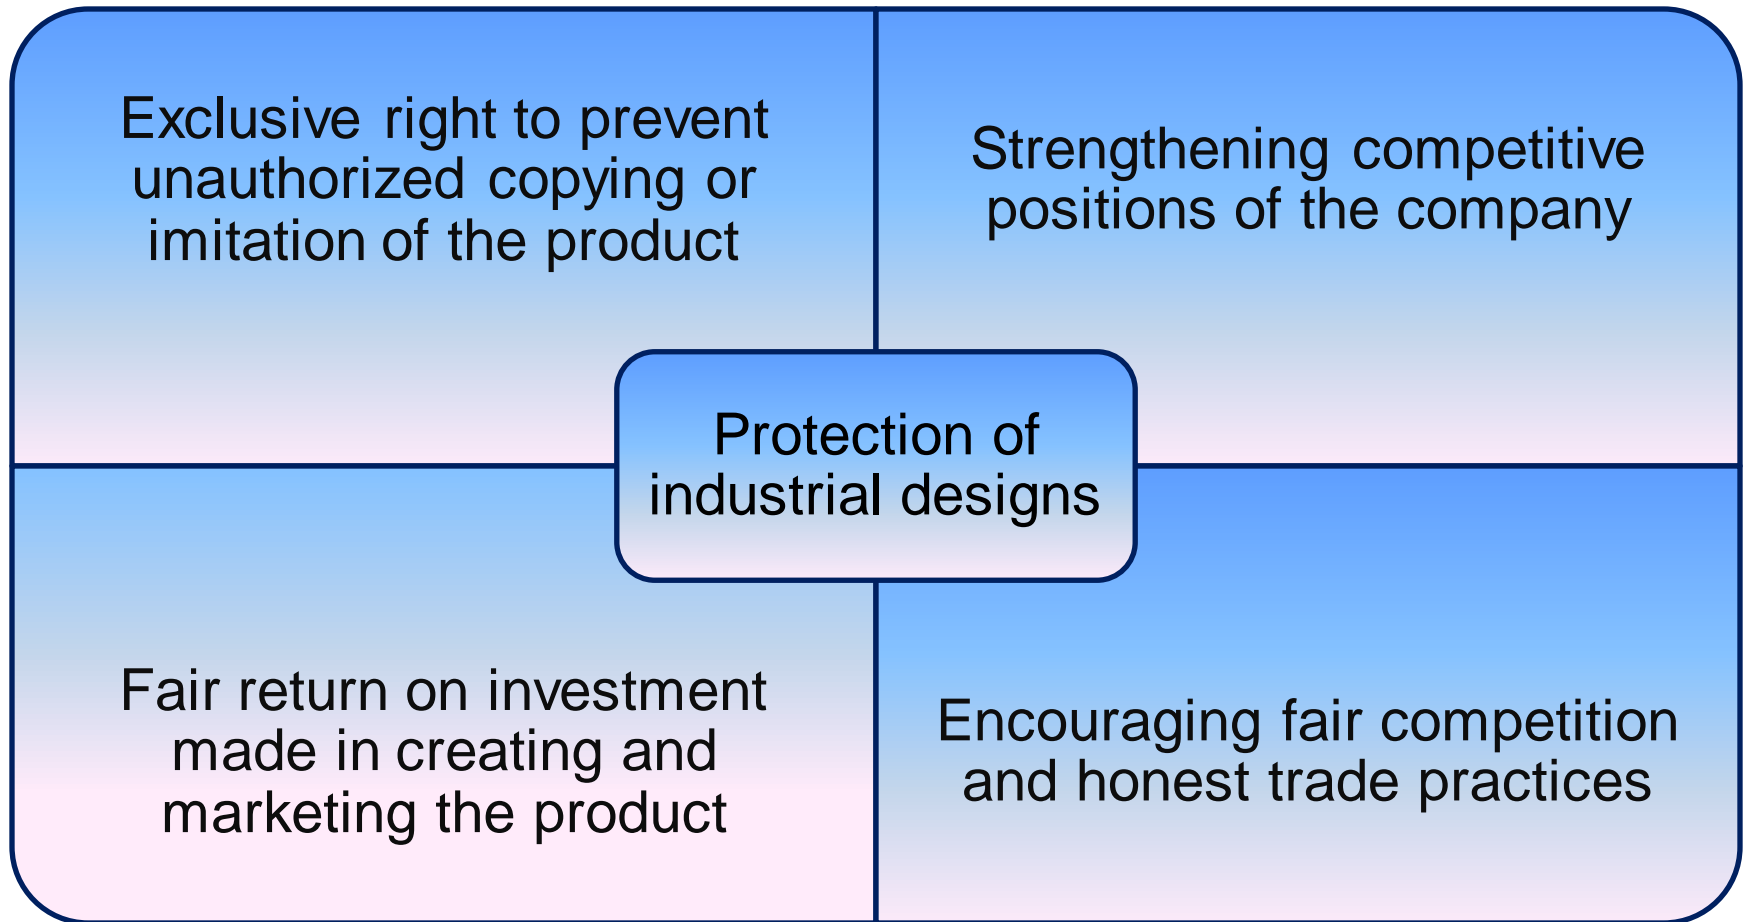 Exclusive right to prevent
unauthorized copying or
imitation of the product
Strengthening competitive
positions of the company
Protection of
industrial designs
Fair return on investment
made in creating and
marketing the product
Encouraging fair competition
and honest trade practices